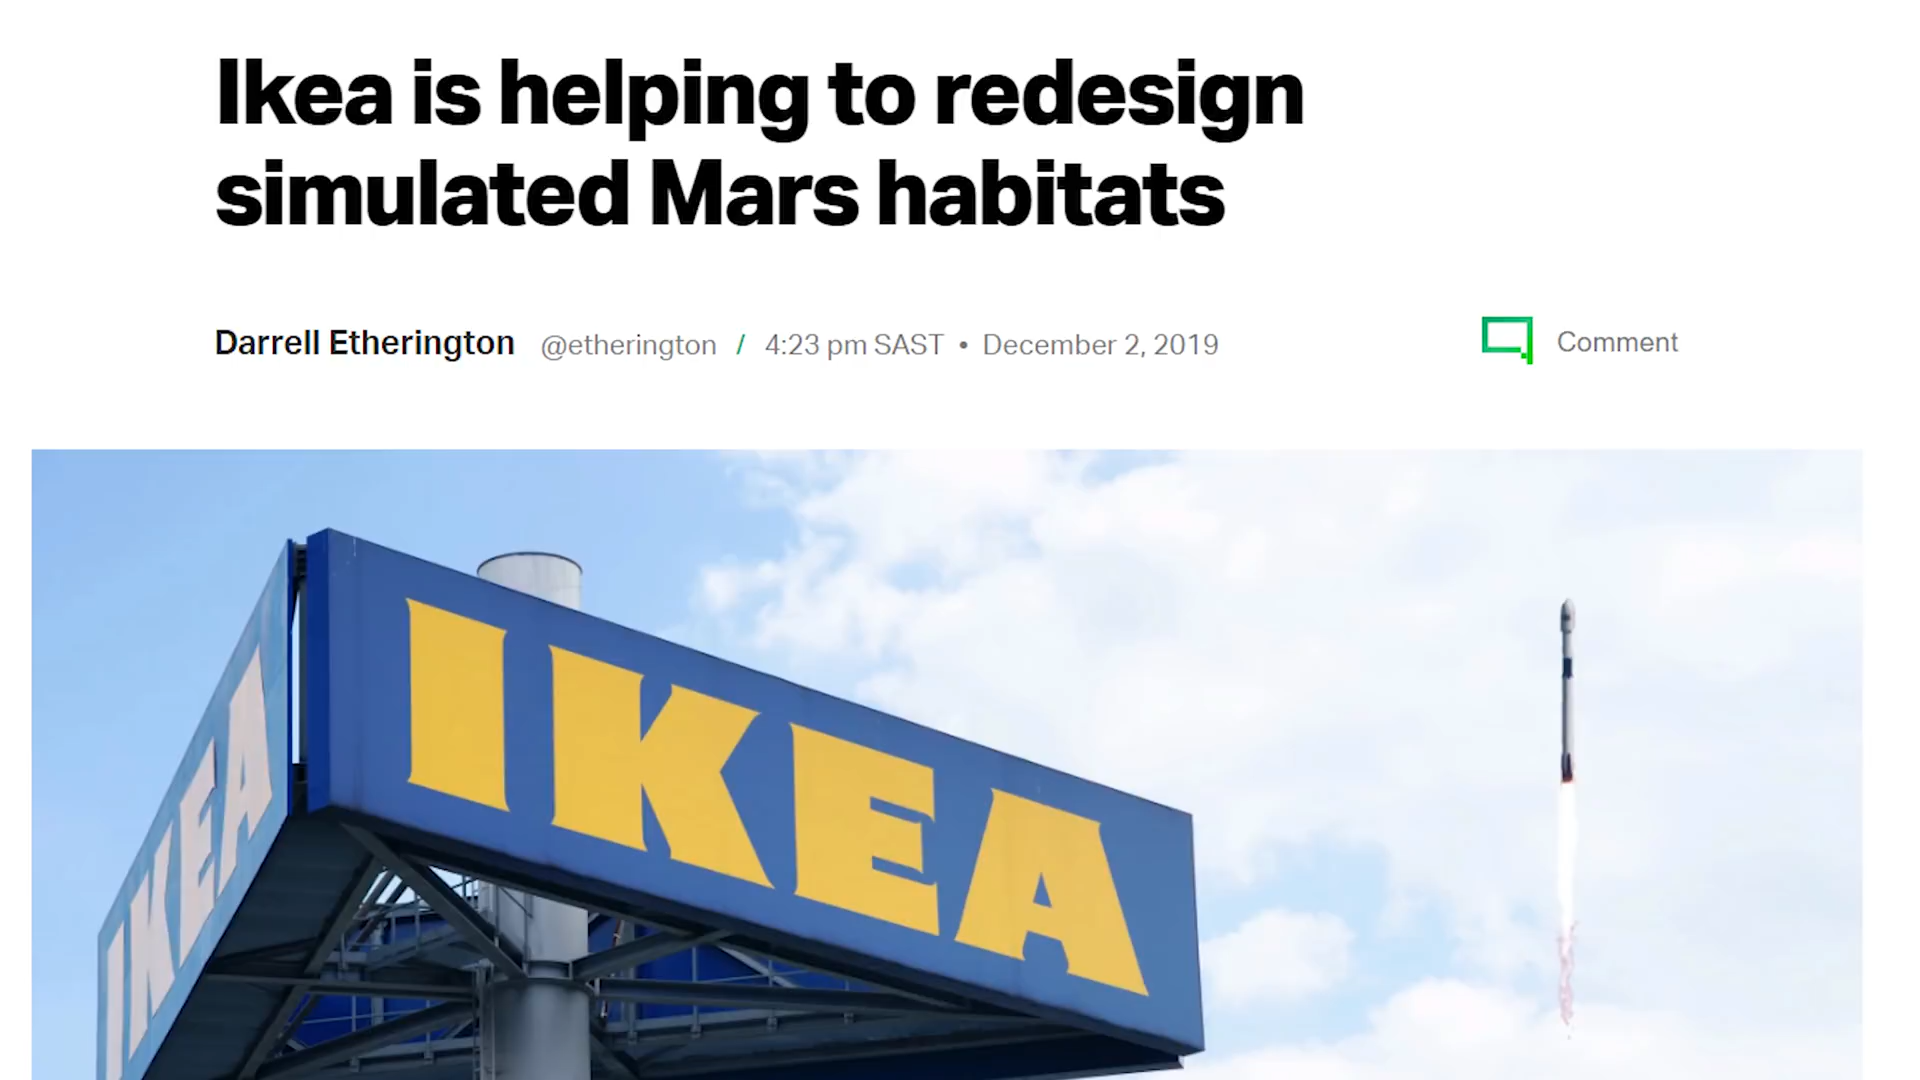 Ikea is helping to redesign
simulated Mars habitats
Darrell Etherington @etherington / 4:23 pm SAST • December 2, 2019
Comment
IKEA
IKEA